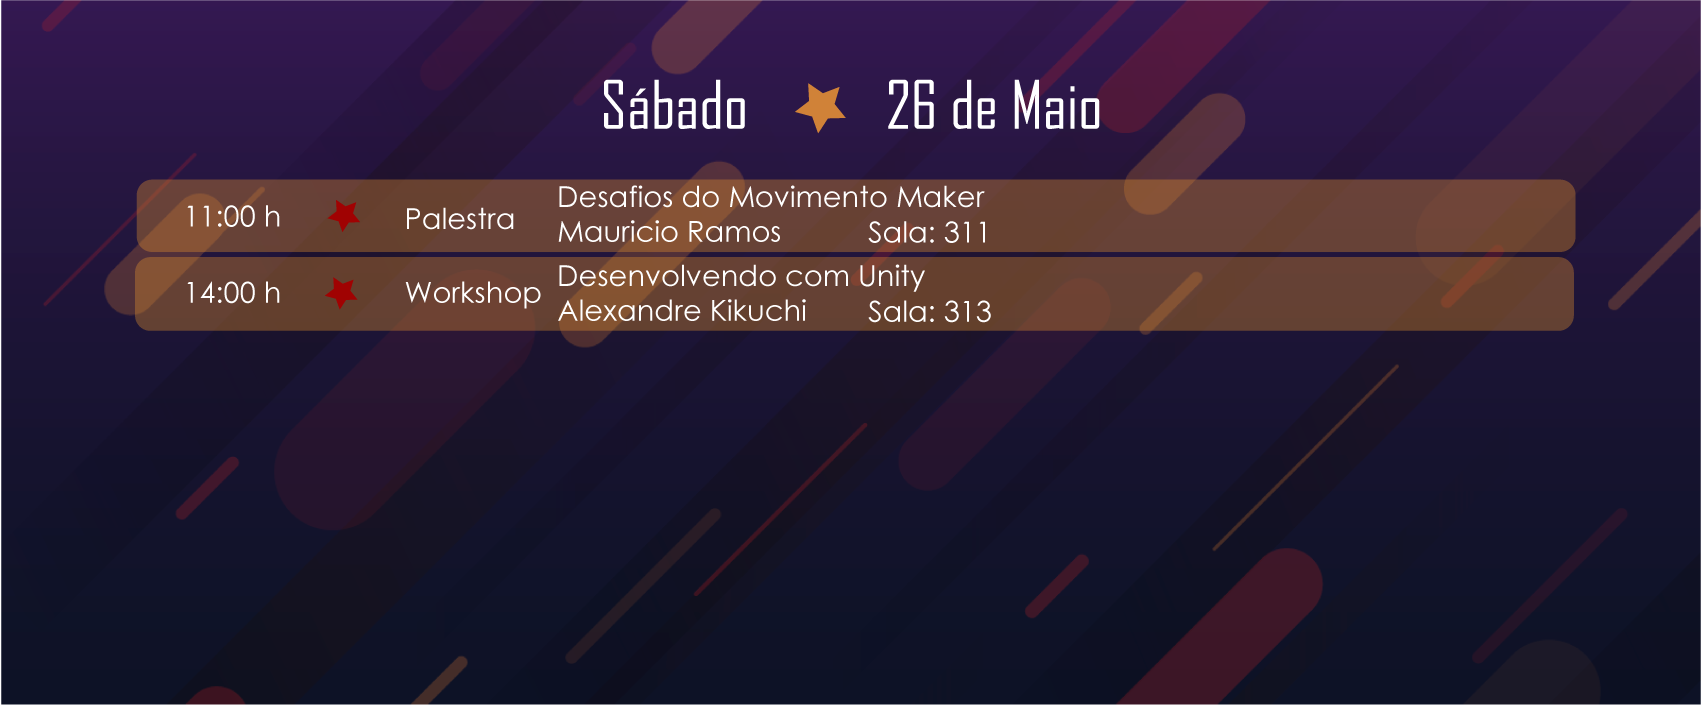 Sábado 26 de Maio
11:00 h Palestra Desafios do Movimento Maker
Mauricio Ramos Sala: 311
14:00 h Workshop Desenvolvendo com Unity
Alexandre Kikuchi Sala: 313